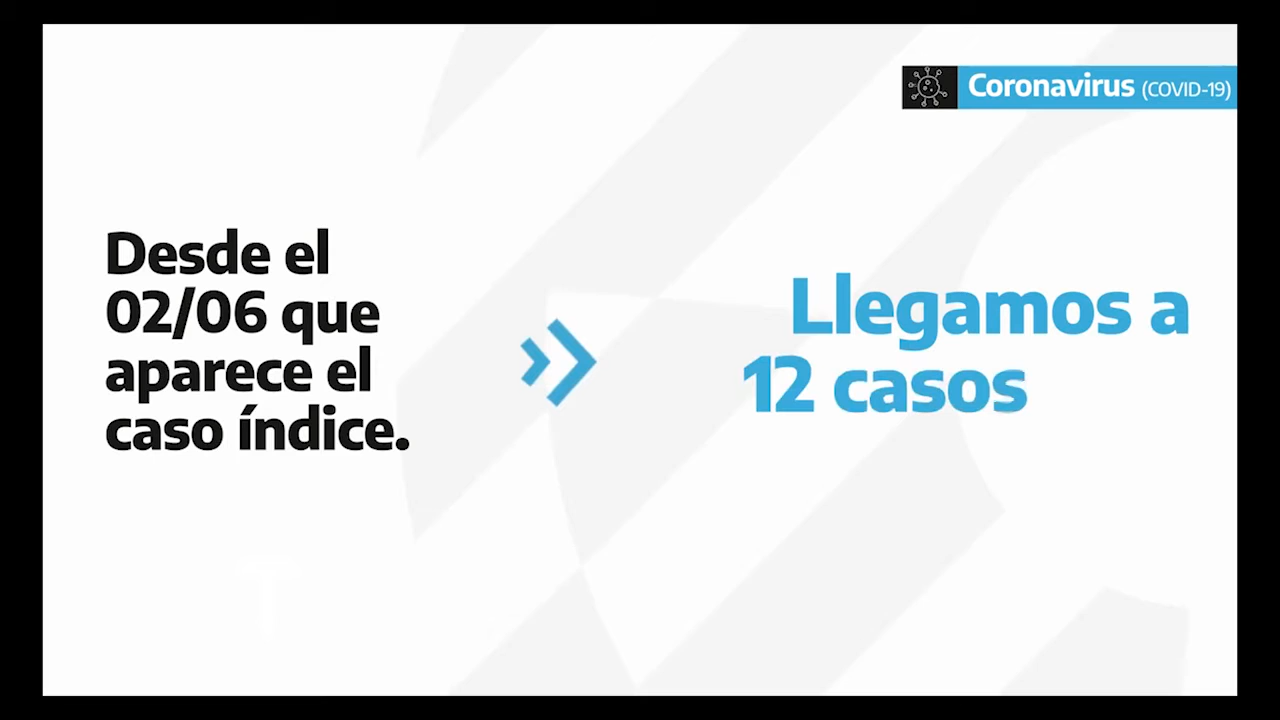 Coronavirus (COVID-19)
Desde el
02/06 que
aparece el
caso índice.
Llegamos a
12 casos